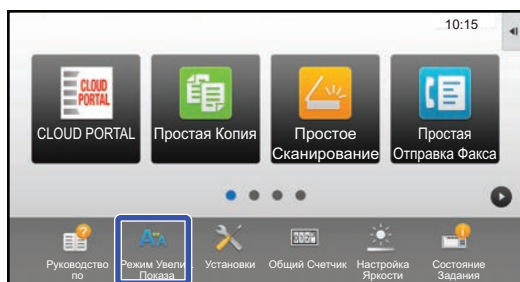 10:15
CLOUD
PORTAL
CLOUD PORTAL
Простая Копия
Простое
Сканирование
Простая
Отправка Факса
Руководство
по
Режим Увели.
Показа
Установки
Общий Счетчик
Настройка
Яркости
Состояние
Задания